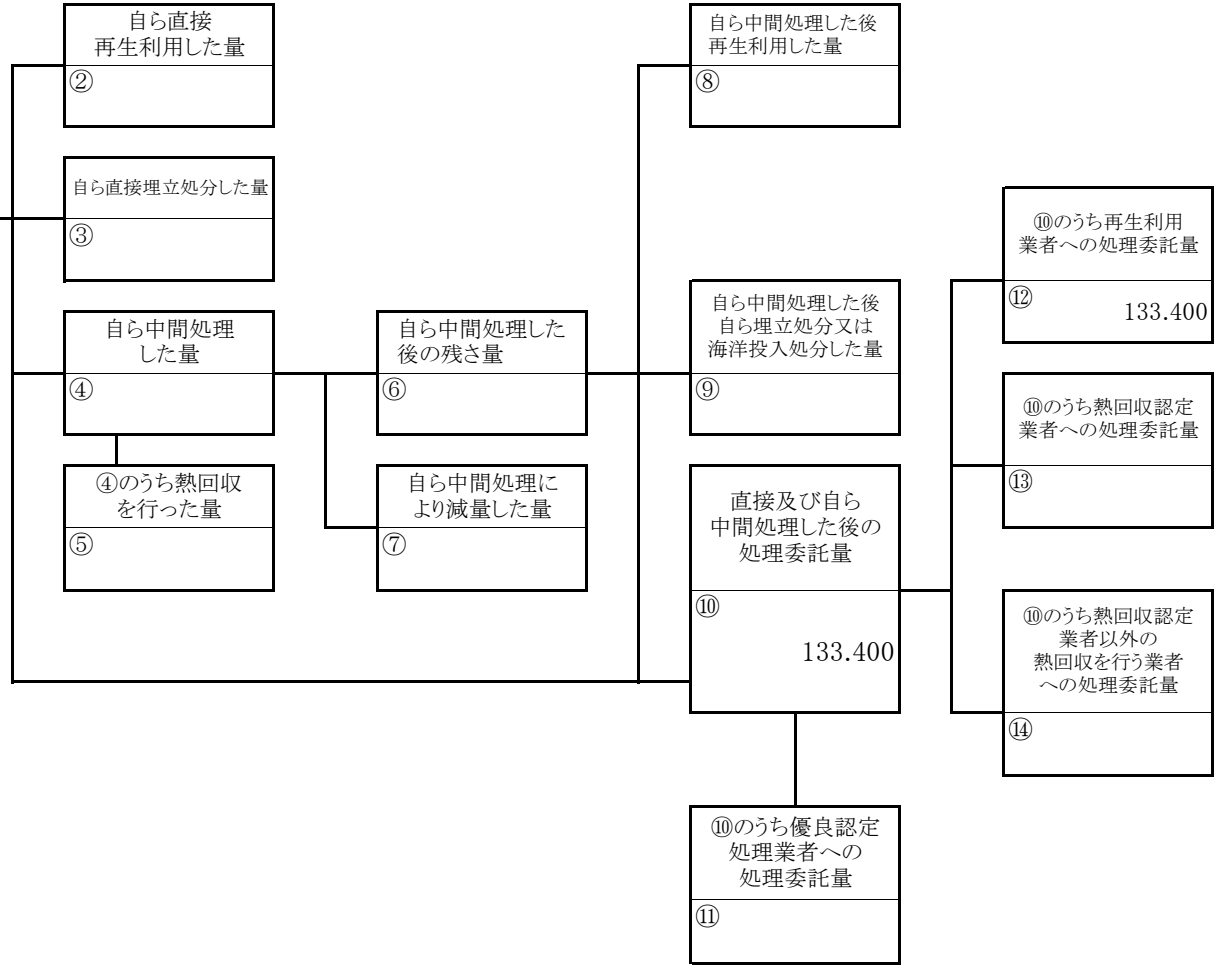 自ら直接
再生利用した量
②
自ら直接埋立処分した量
③
自ら中間処理
した量
④
④のうち熱回収
を行った量
⑤
自ら中間処理した
後の残さ量
⑥
自ら中間処理に
より減量した量
⑦
自ら中間処理した後
再生利用した量
⑧
自ら中間処理した後
自ら埋立処分又は
海洋投入処分した量
⑨
直接及び自ら
中間処理した後の
処理委託量
⑩
133.400
⑩のうち優良認定
処理業者への
処理委託量
⑪
⑩のうち再生利用
業者への処理委託量
⑫
133.400
⑩のうち熱回収認定
業者への処理委託量
⑬
⑩のうち熱回収認定
業者以外の
熱回収を行う業者
への処理委託量
⑭